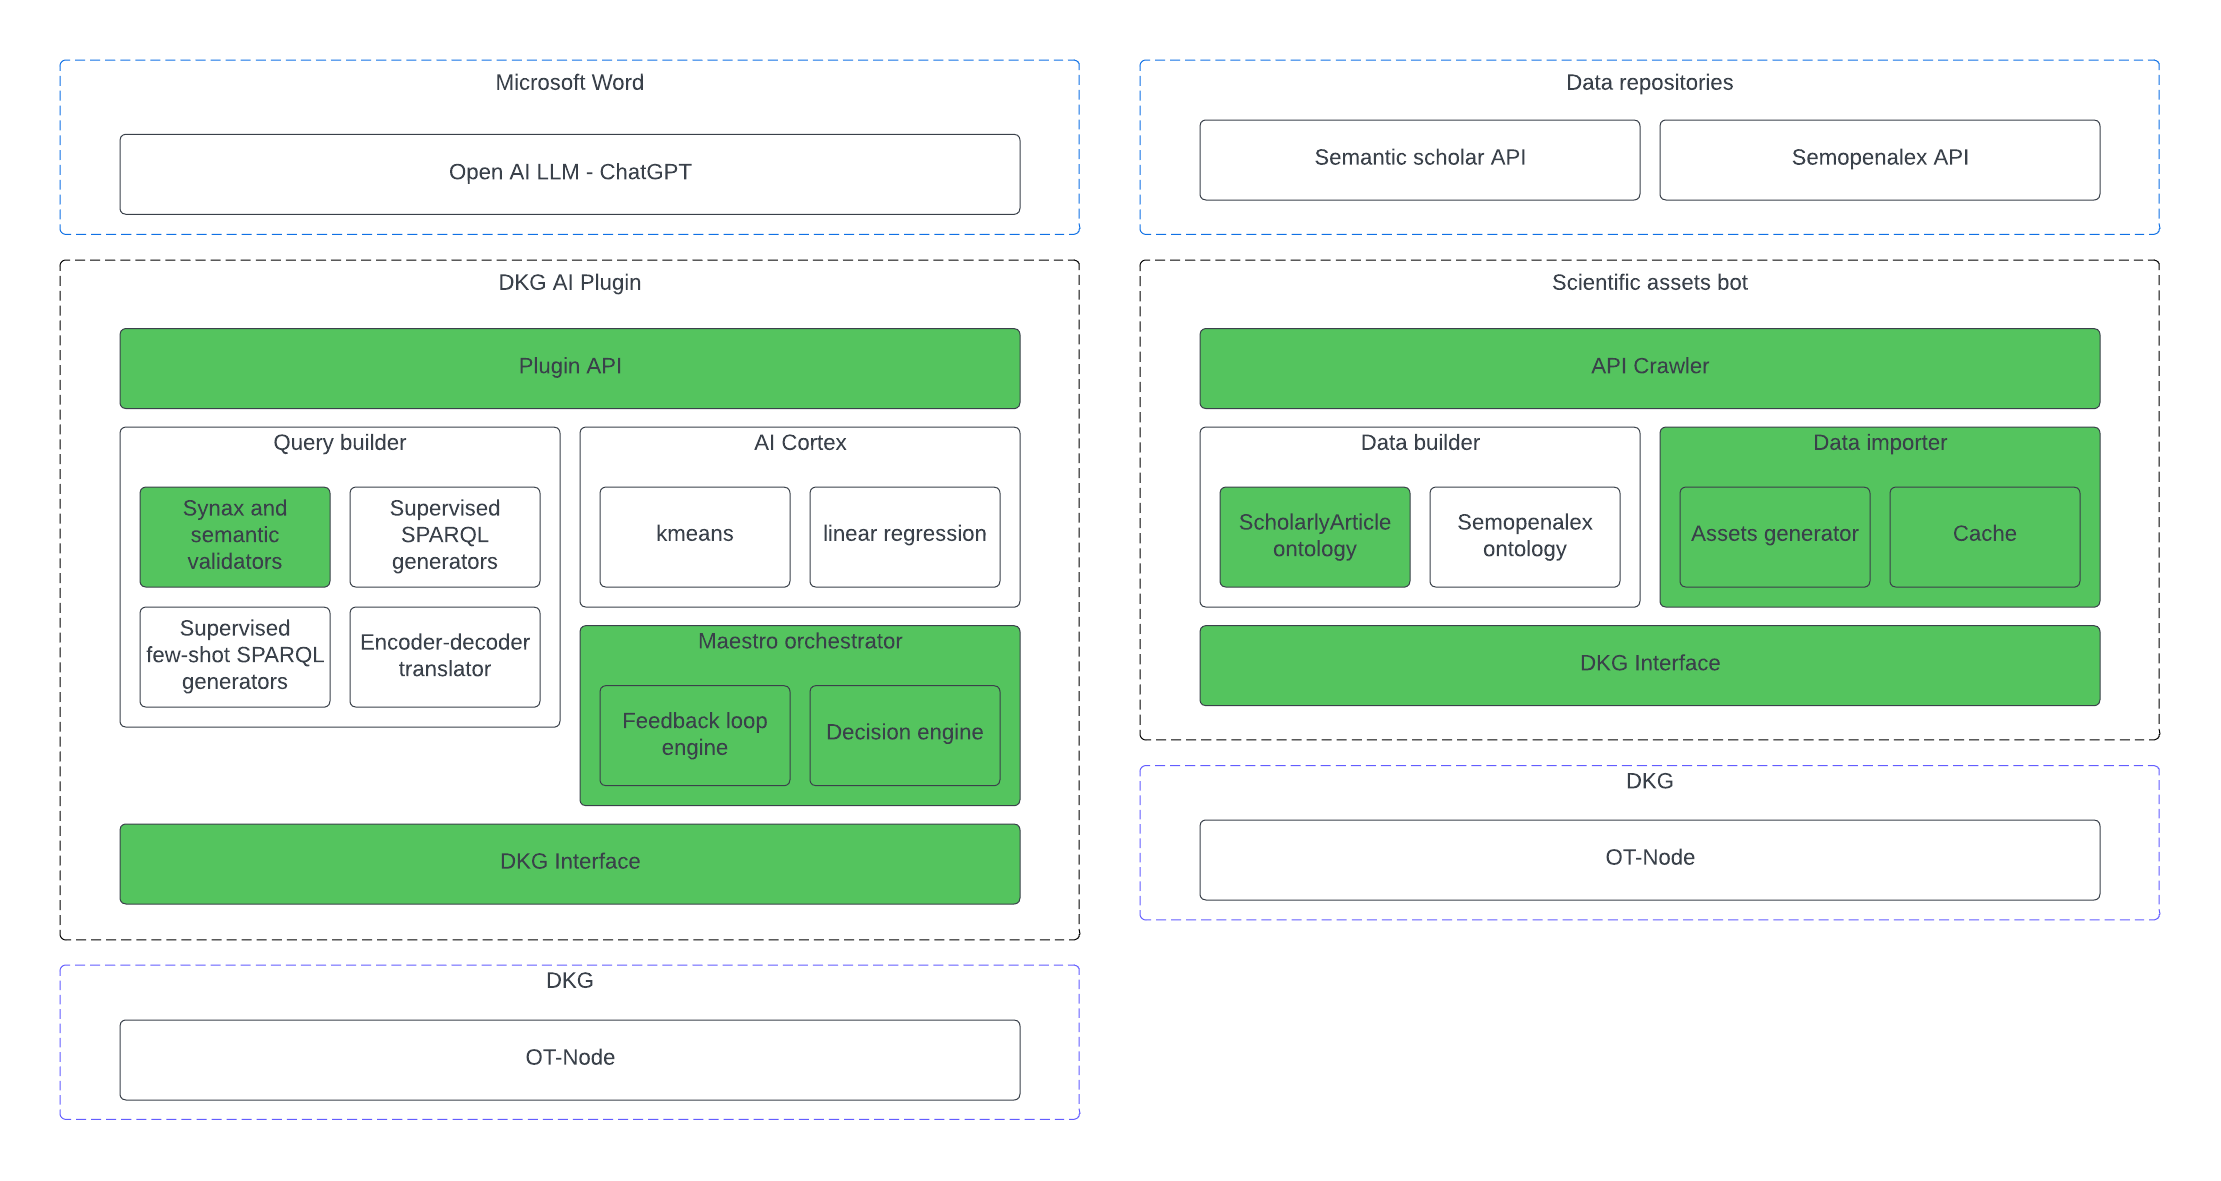 Microsoft Word
Open AI LLM - ChatGPT
DKG AI Plugin
Plugin API
Query builder
Synax and
semantic
validators
Supervised
SPARQL
generators
Supervised
few-shot SPARQL
generators
Encoder-decoder
translator
AI Cortex
kmeans
linear regression
Maestro orchestrator
Feedback loop
engine
Decision engine
DKG Interface
DKG
OT-Node
Data repositories
Semantic scholar API
Semopenalex API
Scientific assets bot
API Crawler
Data builder
ScholarlyArticle
ontology
Semopenalex
ontology
Data importer
Assets generator
Cache
DKG Interface
DKG
OT-Node